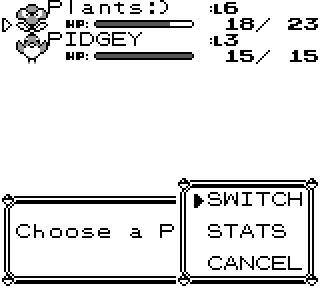 Plants:) :L6
HP: 18/ 23
PIDGEY :L3
HP: 15/ 15
SWITCH
Choose a P STATS
CANCEL